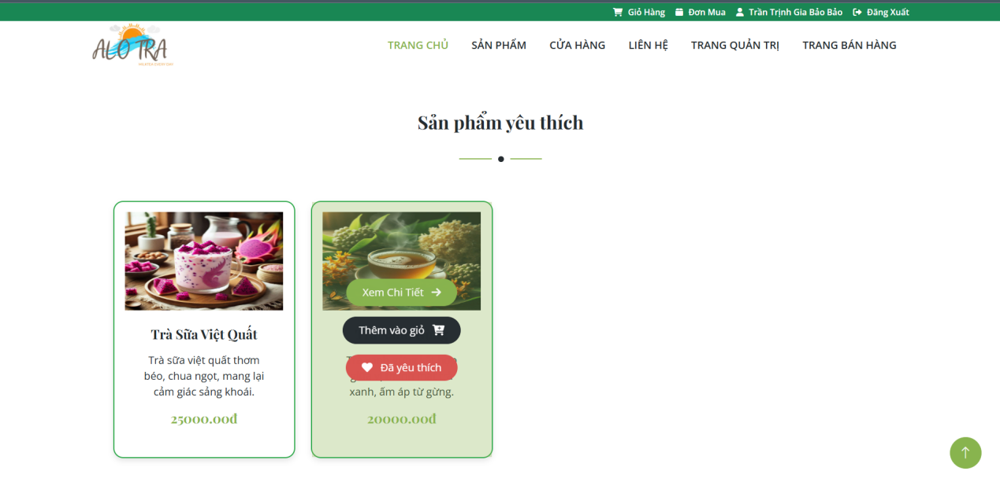 Giỏ Hàng Đơn Mua Trần Trịnh Gia Bảo Bảo Đăng Xuất
ALO TRA
TRANG CHỦ SẢN PHẨM CỬA HÀNG LIÊN HỆ TRANG QUẢN TRỊ TRANG BÁN HÀNG
Sản phẩm yêu thích
Trà Sữa Việt Quất
Trà sữa việt quất thơm
béo, chua ngọt, mang lại
cảm giác sảng khoái.
25000.00đ
Xem Chi Tiết
Thêm vào giỏ
Đã yêu thích
xanh, ấm áp từ gừng.
20000.00đ